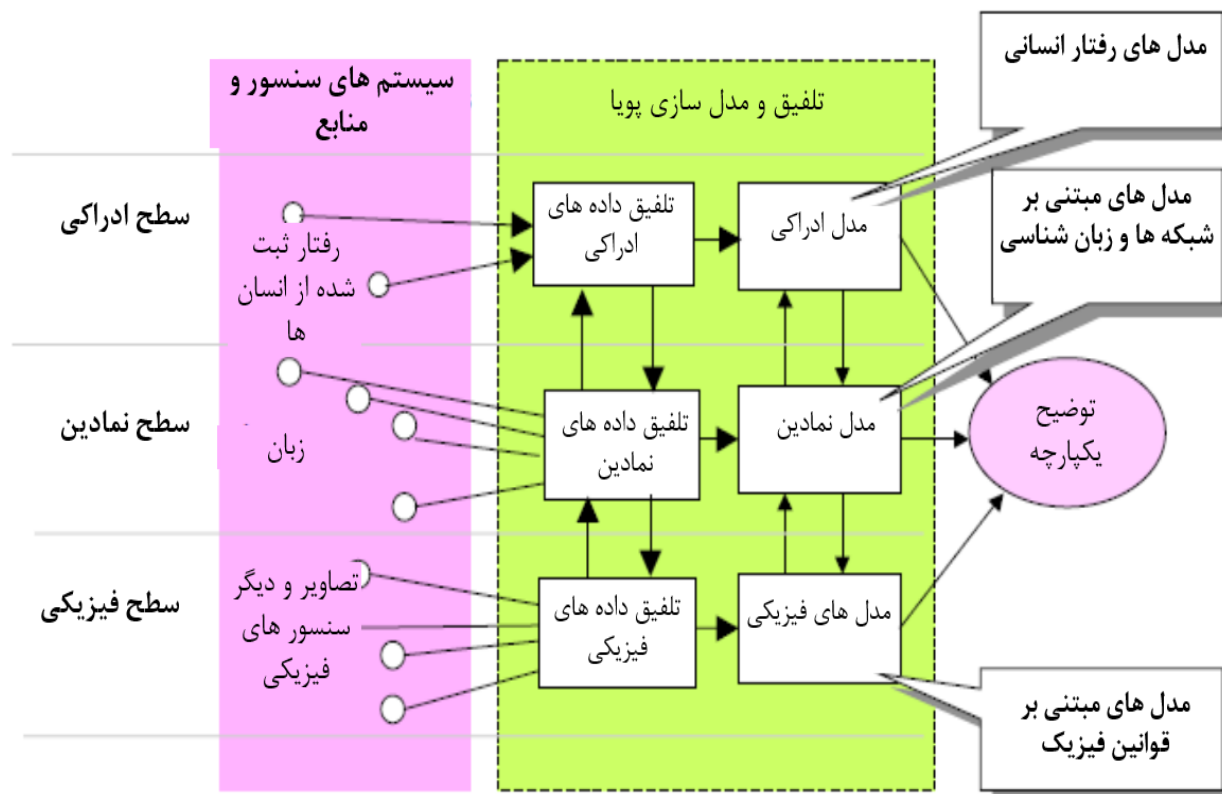 مدل های رفتار انسانی
سیستم های سنسور و
منابع
تلفیق و مدل سازی پویا
سطح ادراکی
رفتار ثبت
شده از انسان
ها
تلفیق داده های
ادراکی
مدل ادراکی
مدل های مبتنی بر
شبکه ها و زبان شناسی
سطح نمادین
زبان
تلفیق داده های
نمادین
مدل نمادین
توضیح
یکپارچه
سطح فیزیکی
تصاویر و دیگر
سنسور های
فیزیکی
تلفیق داده های
فیزیکی
مدل های فیزیکی
مدل های مبتنی بر
قوانین فیزیک